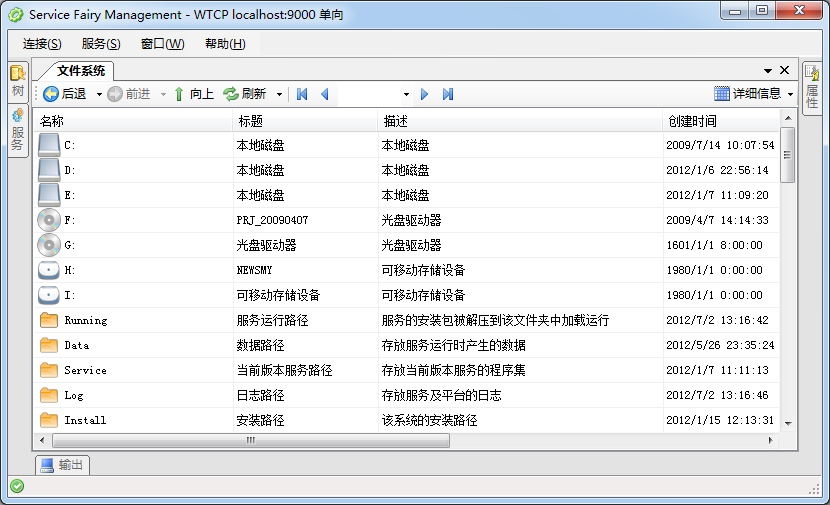 Service Fairy Management - WTCP localhost:9000 单向
连接(S) 服务(S) 窗口(W) 帮助(H)
树
服务
文件系统
后退 前进 向上 刷新 详细信息
属性
名称 标题 描述 创建时间
C: 本地磁盘 本地磁盘 2009/7/14 10:07:54
D: 本地磁盘 本地磁盘 2012/1/6 22:56:14
E: 本地磁盘 本地磁盘 2012/1/7 11:09:20
F: PRJ_20090407 光盘驱动器 2009/4/7 14:14:33
G: 光盘驱动器 光盘驱动器 1601/1/1 8:00:00
H: NEWSMY 可移动存储设备 1980/1/1 0:00:00
I: 可移动存储设备 可移动存储设备 1980/1/1 0:00:00
Running 服务运行路径 服务的安装包被解压到该文件夹中加载运行 2012/7/2 13:16:42
Data 数据路径 存放服务运行时产生的数据 2012/5/26 23:35:24
Service 当前版本服务路径 存放当前版本服务的程序集 2012/1/7 11:11:13
Log 日志路径 存放服务及平台的日志 2012/7/2 13:16:46
Install 安装路径 该系统的安装路径 2012/1/15 12:13:31
输出